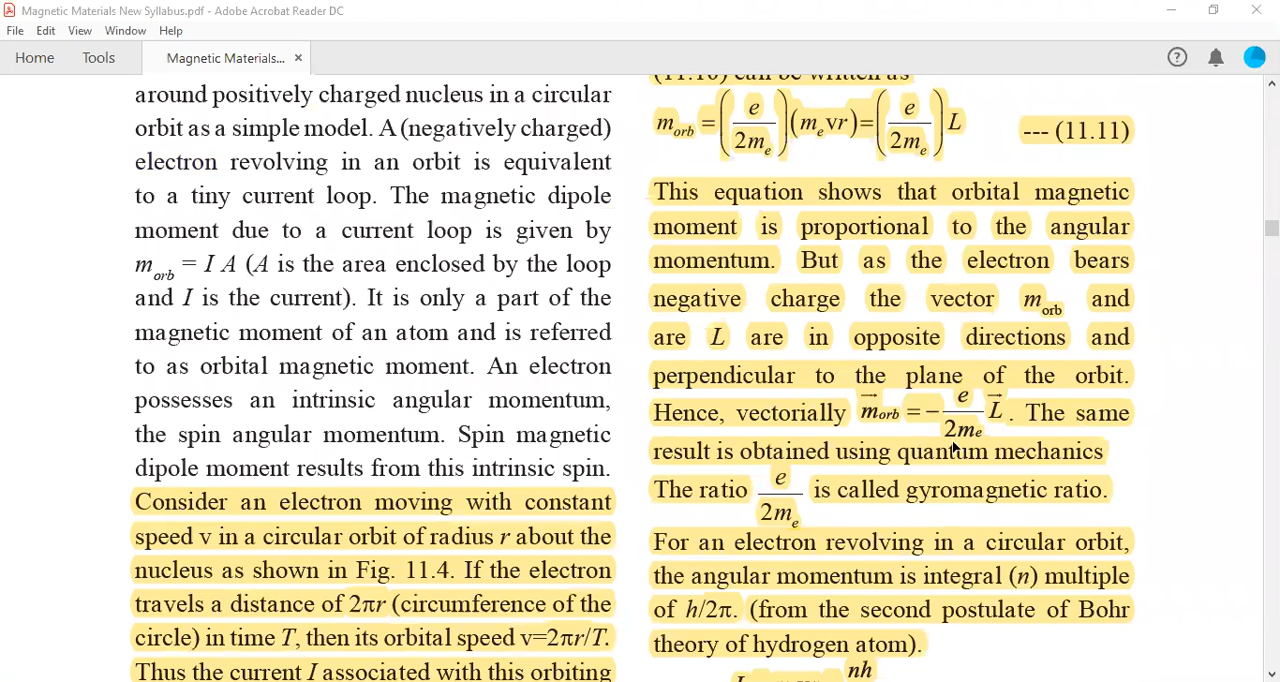 Magnetic Materials New Syllabus.pdf - Adobe Acrobat Reader DC
File Edit View Window Help
Home Tools Magnetic Materials... ×
around positively charged nucleus in a circular
orbit as a simple model. A (negatively charged)
electron revolving in an orbit is equivalent
to a tiny current loop. The magnetic dipole
moment due to a current loop is given by
m_orb = I A (A is the area enclosed by the loop
and I is the current). It is only a part of the
magnetic moment of an atom and is referred
to as orbital magnetic moment. An electron
possesses an intrinsic angular momentum,
the spin angular momentum. Spin magnetic
dipole moment results from this intrinsic spin.
Consider an electron moving with constant
speed v in a circular orbit of radius r about the
nucleus as shown in Fig. 11.4. If the electron
travels a distance of 2πr (circumference of the
circle) in time T, then its orbital speed v=2πr/T.
Thus the current I associated with this orbiting
(11.10) can be written as
m_orb = (e/2m_e)(m_e vr) = (e/2m_e) L --- (11.11)
This equation shows that orbital magnetic
moment is proportional to the angular
momentum. But as the electron bears
negative charge the vector m_orb and
are L are in opposite directions and
perpendicular to the plane of the orbit.
Hence, vectorially m⃗_orb = − e/2m_e L⃗. The same
result is obtained using quantum mechanics
The ratio e/2m_e is called gyromagnetic ratio.
For an electron revolving in a circular orbit,
the angular momentum is integral (n) multiple
of h/2π. (from the second postulate of Bohr
theory of hydrogen atom).
nh